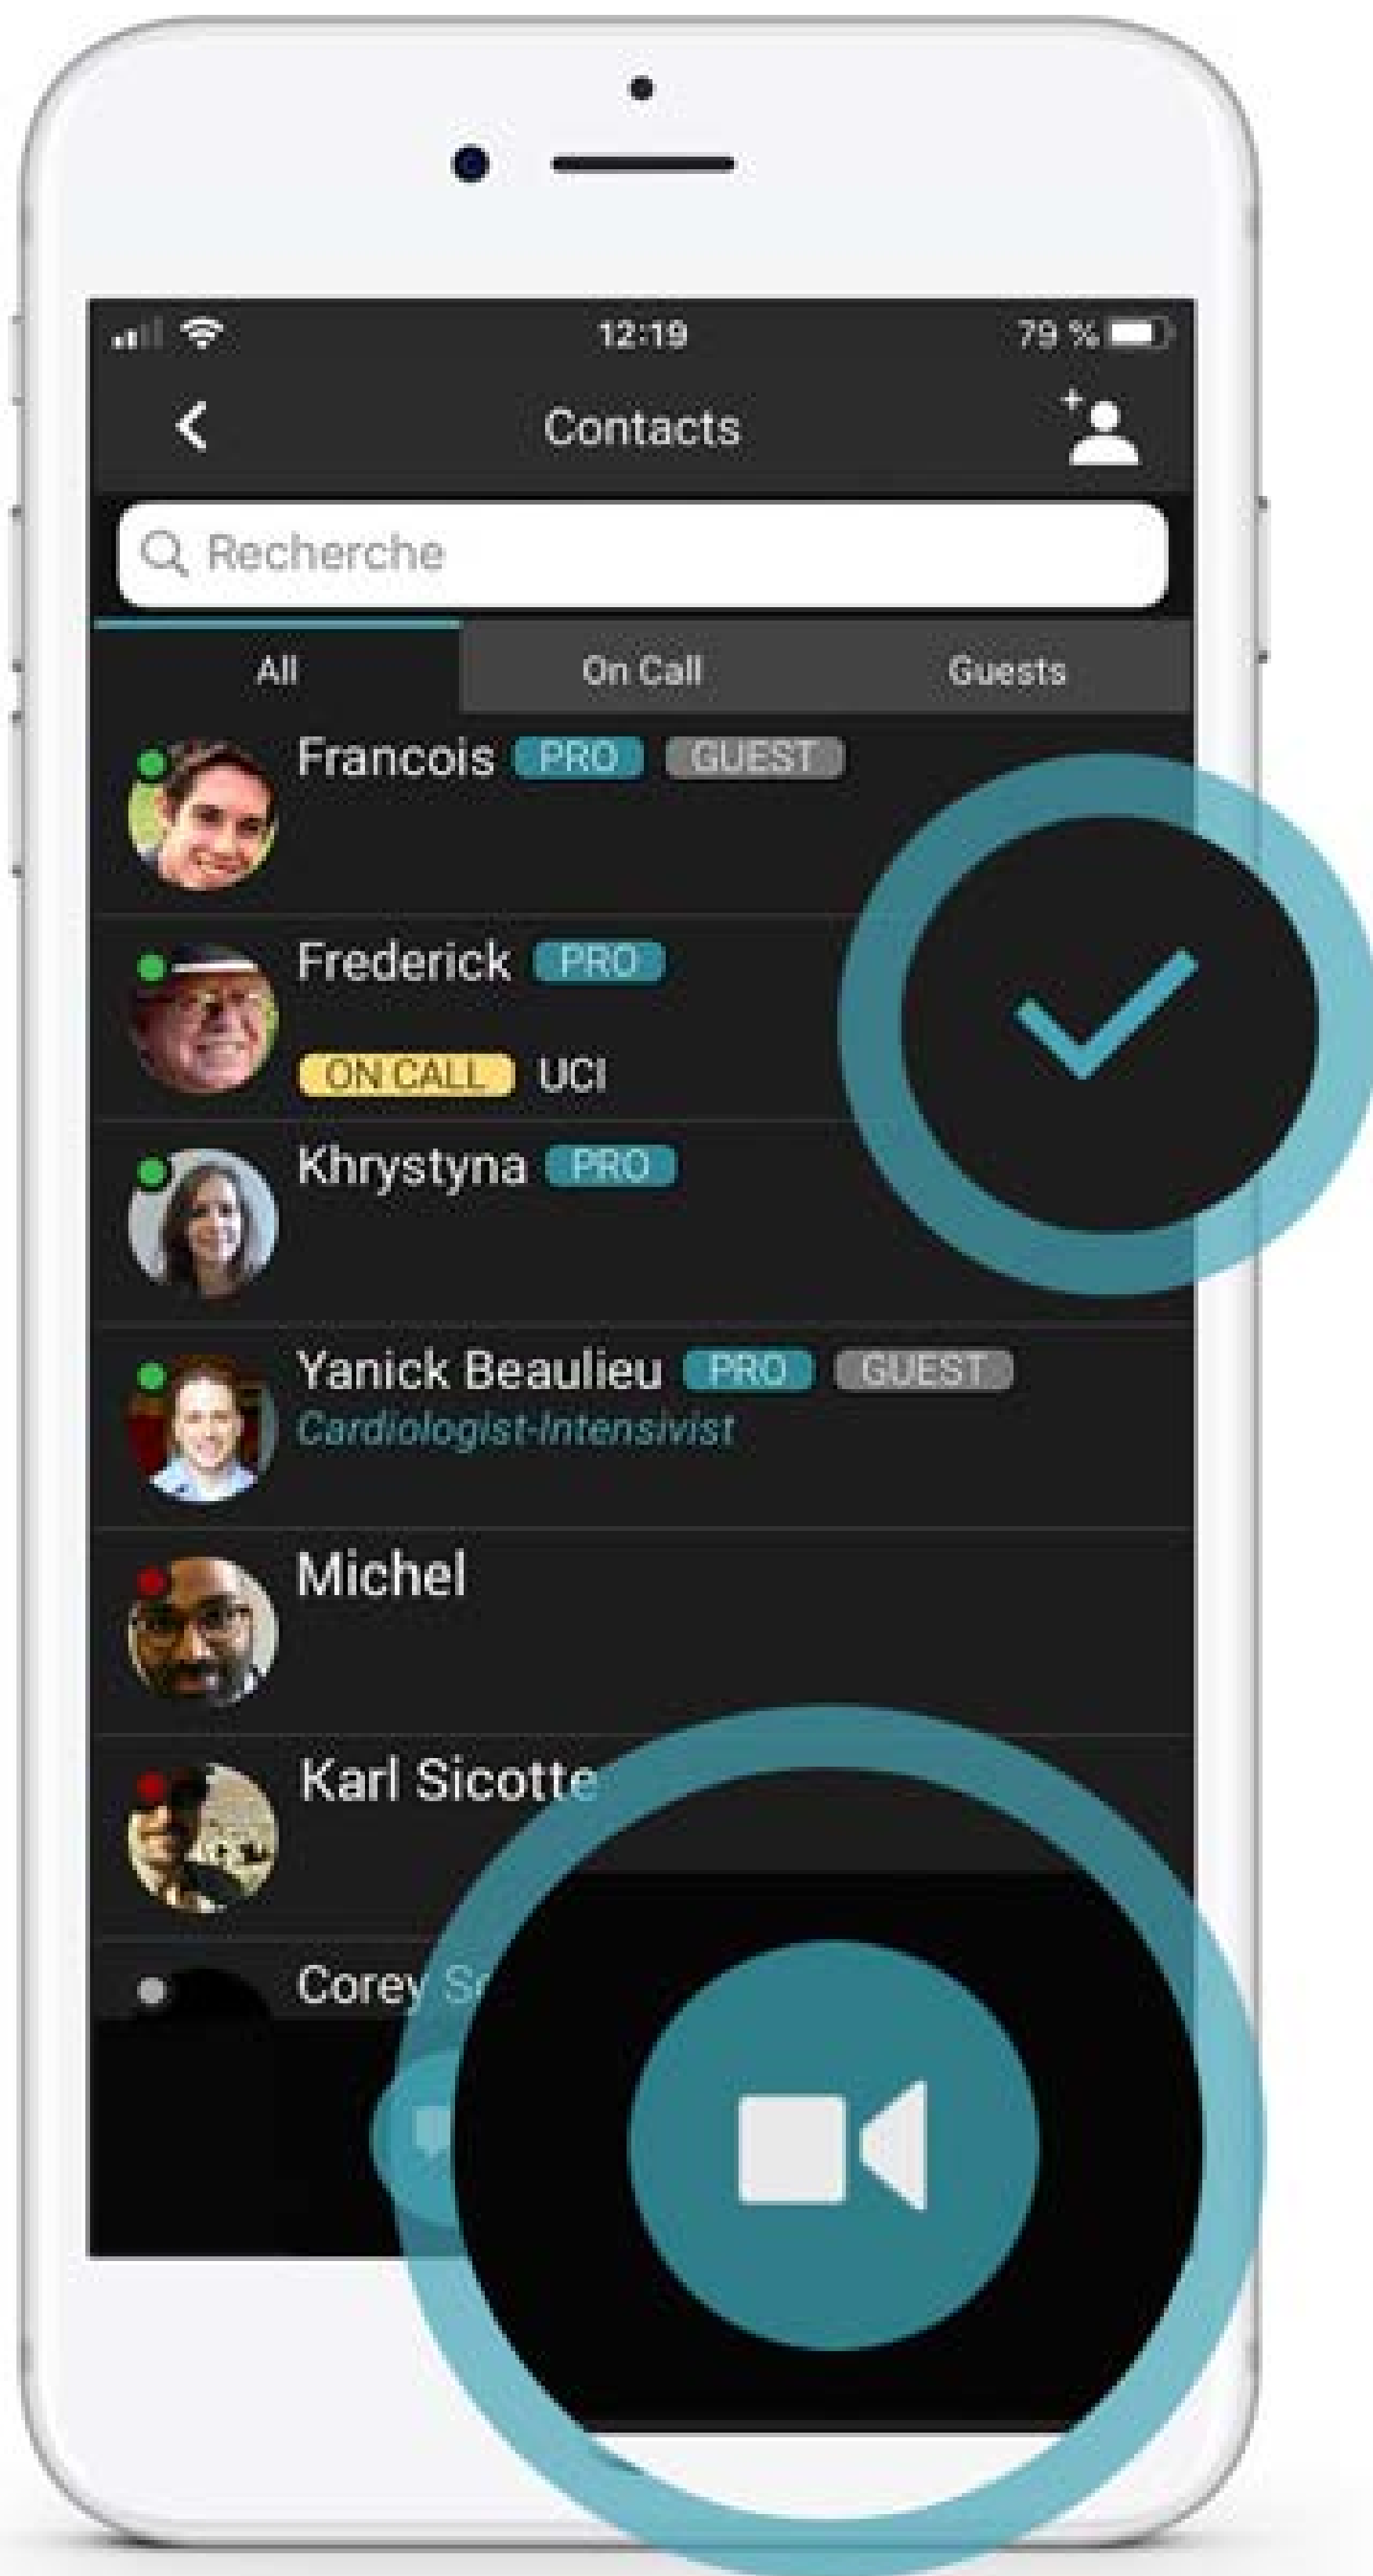 12:19
79 %
Contacts
Recherche
All
On Call
Guests
Francois PRO GUEST
Frederick PRO
ON CALL UCI
Khrystyna PRO
Yanick Beaulieu PRO GUEST
Cardiologist-Intensivist
Michel
Karl Sicotte
Corey